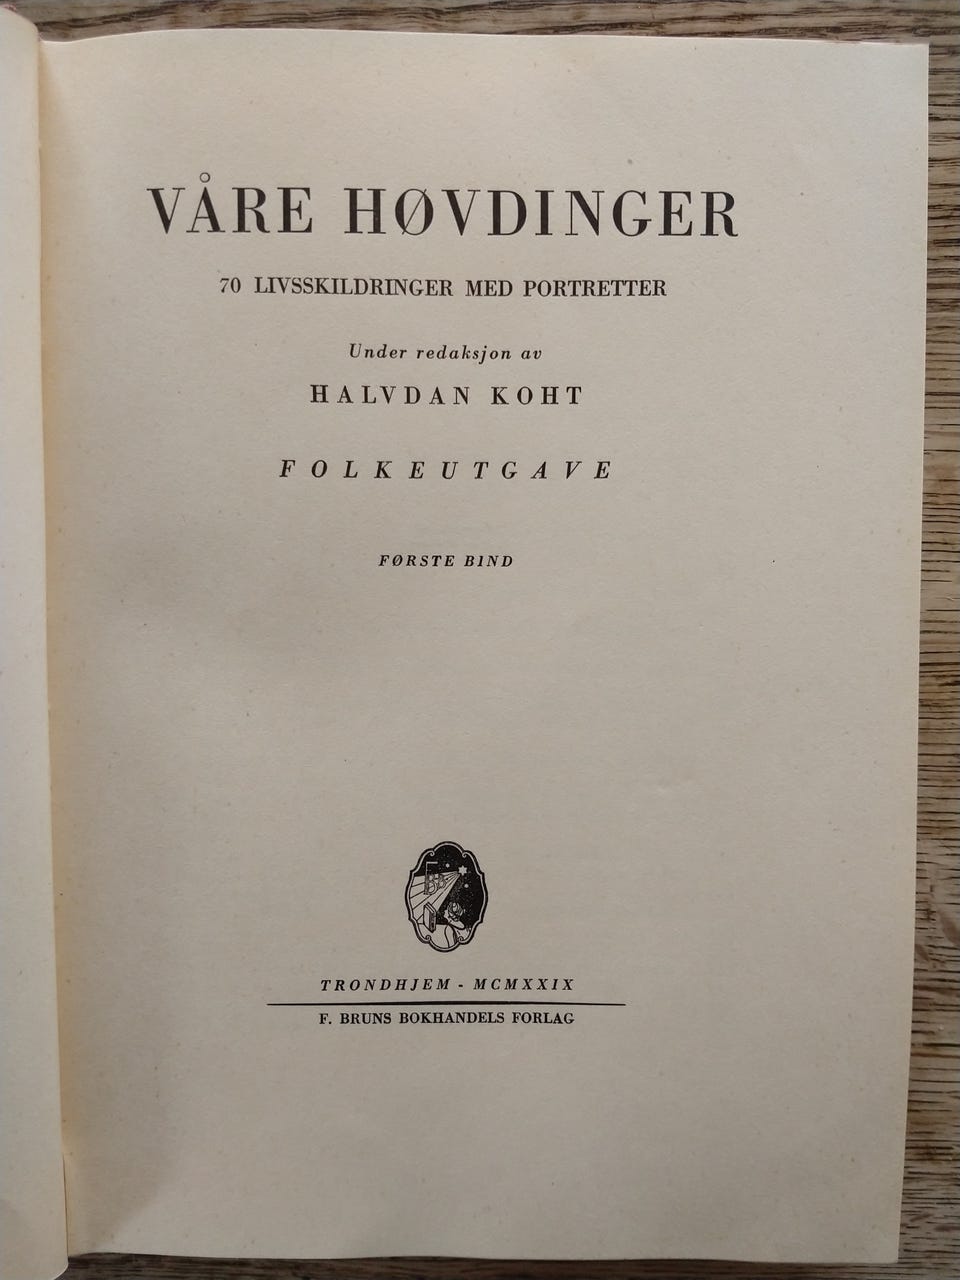 VÅRE HØVDINGER
70 LIVSSKILDRINGER MED PORTRETTER
Under redaksjon av
HALVDAN KOHT
FOLKEUTGAVE
FØRSTE BIND
TRONDHJEM - MCMXXIX
F. BRUNS BOKHANDELS FORLAG